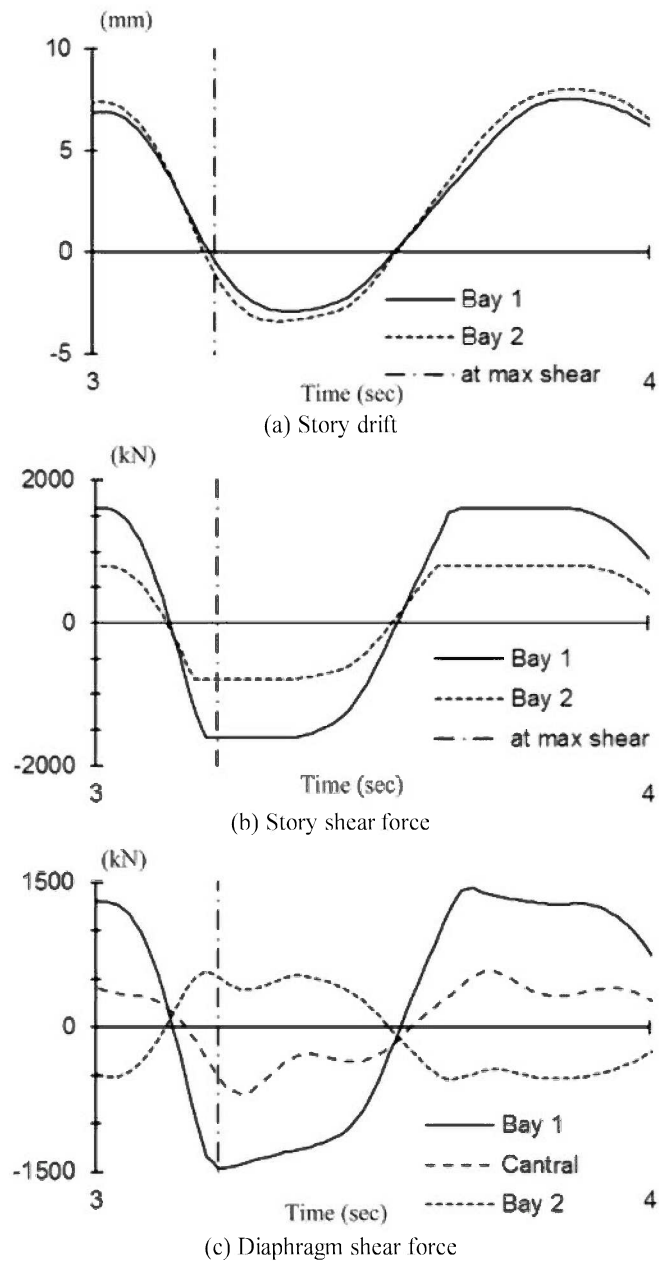 (mm)
10
5
0
-5
Bay 1
Bay 2
at max shear
3
Time (sec)
4
(a) Story drift
(kN)
2000
0
-2000
Bay 1
Bay 2
at max shear
3
Time (sec)
4
(b) Story shear force
(kN)
1500
0
-1500
Bay 1
Cantral
Bay 2
3
Time (sec)
4
(c) Diaphragm shear force